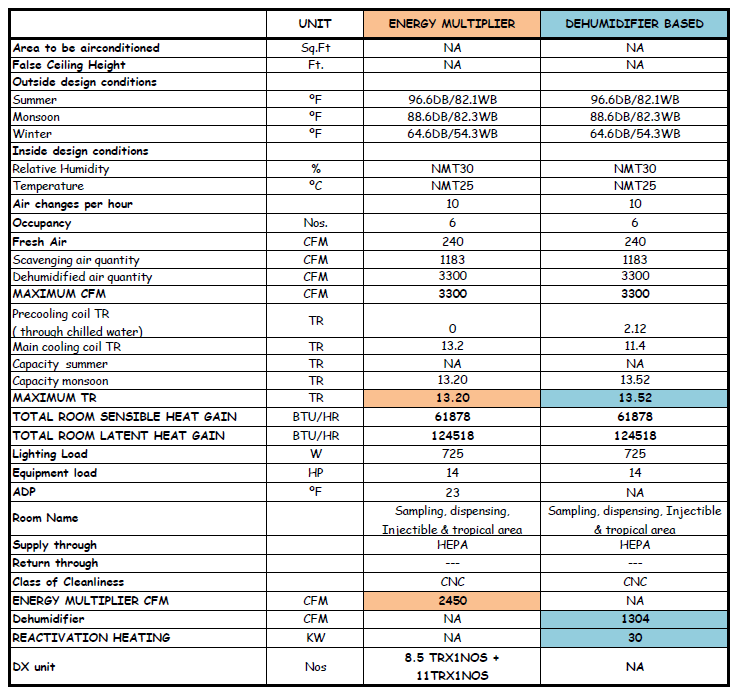 UNIT ENERGY MULTIPLIER DEHUMIDIFIER BASED
Area to be airconditioned Sq.Ft NA NA
False Ceiling Height Ft. NA NA
Outside design conditions
Summer ºF 96.6DB/82.1WB 96.6DB/82.1WB
Monsoon ºF 88.6DB/82.3WB 88.6DB/82.3WB
Winter ºF 64.6DB/54.3WB 64.6DB/54.3WB
Inside design conditions
Relative Humidity % NMT30 NMT30
Temperature ºC NMT25 NMT25
Air changes per hour 10 10
Occupancy Nos. 6 6
Fresh Air CFM 240 240
Scavenging air quantity CFM 1183 1183
Dehumidified air quantity CFM 3300 3300
MAXIMUM CFM CFM 3300 3300
Precooling coil TR
( through chilled water) TR 0 2.12
Main cooling coil TR TR 13.2 11.4
Capacity summer TR NA NA
Capacity monsoon TR 13.20 13.52
MAXIMUM TR TR 13.20 13.52
TOTAL ROOM SENSIBLE HEAT GAIN BTU/HR 61878 61878
TOTAL ROOM LATENT HEAT GAIN BTU/HR 124518 124518
Lighting Load W 725 725
Equipment load HP 14 14
ADP ºF 23 NA
Room Name Sampling, dispensing, Sampling, dispensing, Injectible
Injectible & tropical area & tropical area
Supply through HEPA HEPA
Return through --- ---
Class of Cleanliness CNC CNC
ENERGY MULTIPLIER CFM CFM 2450 NA
Dehumidifier CFM NA 1304
REACTIVATION HEATING KW NA 30
DX unit Nos 8.5 TRX1NOS + NA
11TRX1NOS